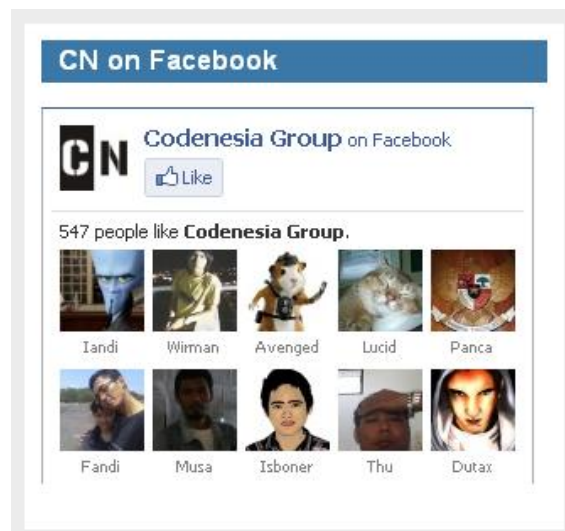 CN on Facebook
CN
Codenesia Group on Facebook
Like
547 people like Codenesia Group.
Iandi Wirman Avenged Lucid Panca
Fandi Musa Isboner Thu Dutax